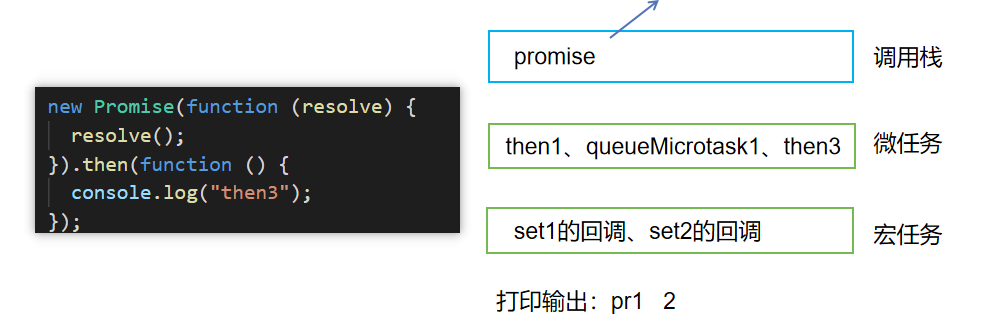 promise
调用栈
new Promise(function (resolve) {
  resolve();
}).then(function () {
  console.log("then3");
});
then1、queueMicrotask1、then3
微任务
set1的回调、set2的回调
宏任务
打印输出：pr1 2